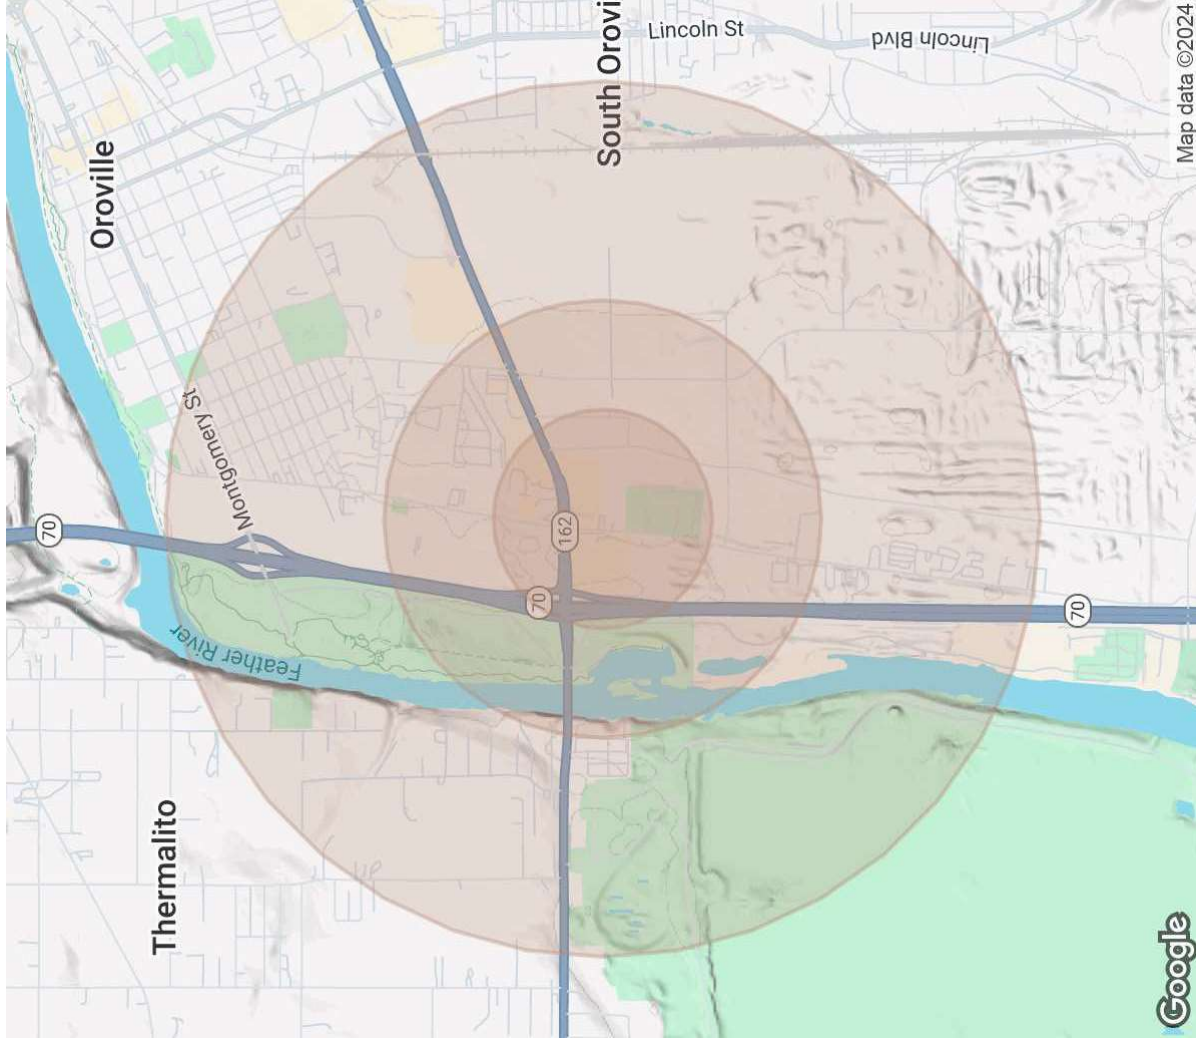 Lincoln St
Lincoln Blvd
South Orovi
Oroville
Montgomery St
70
162
70
70
Feather River
Thermalito
Google
Map data ©2024